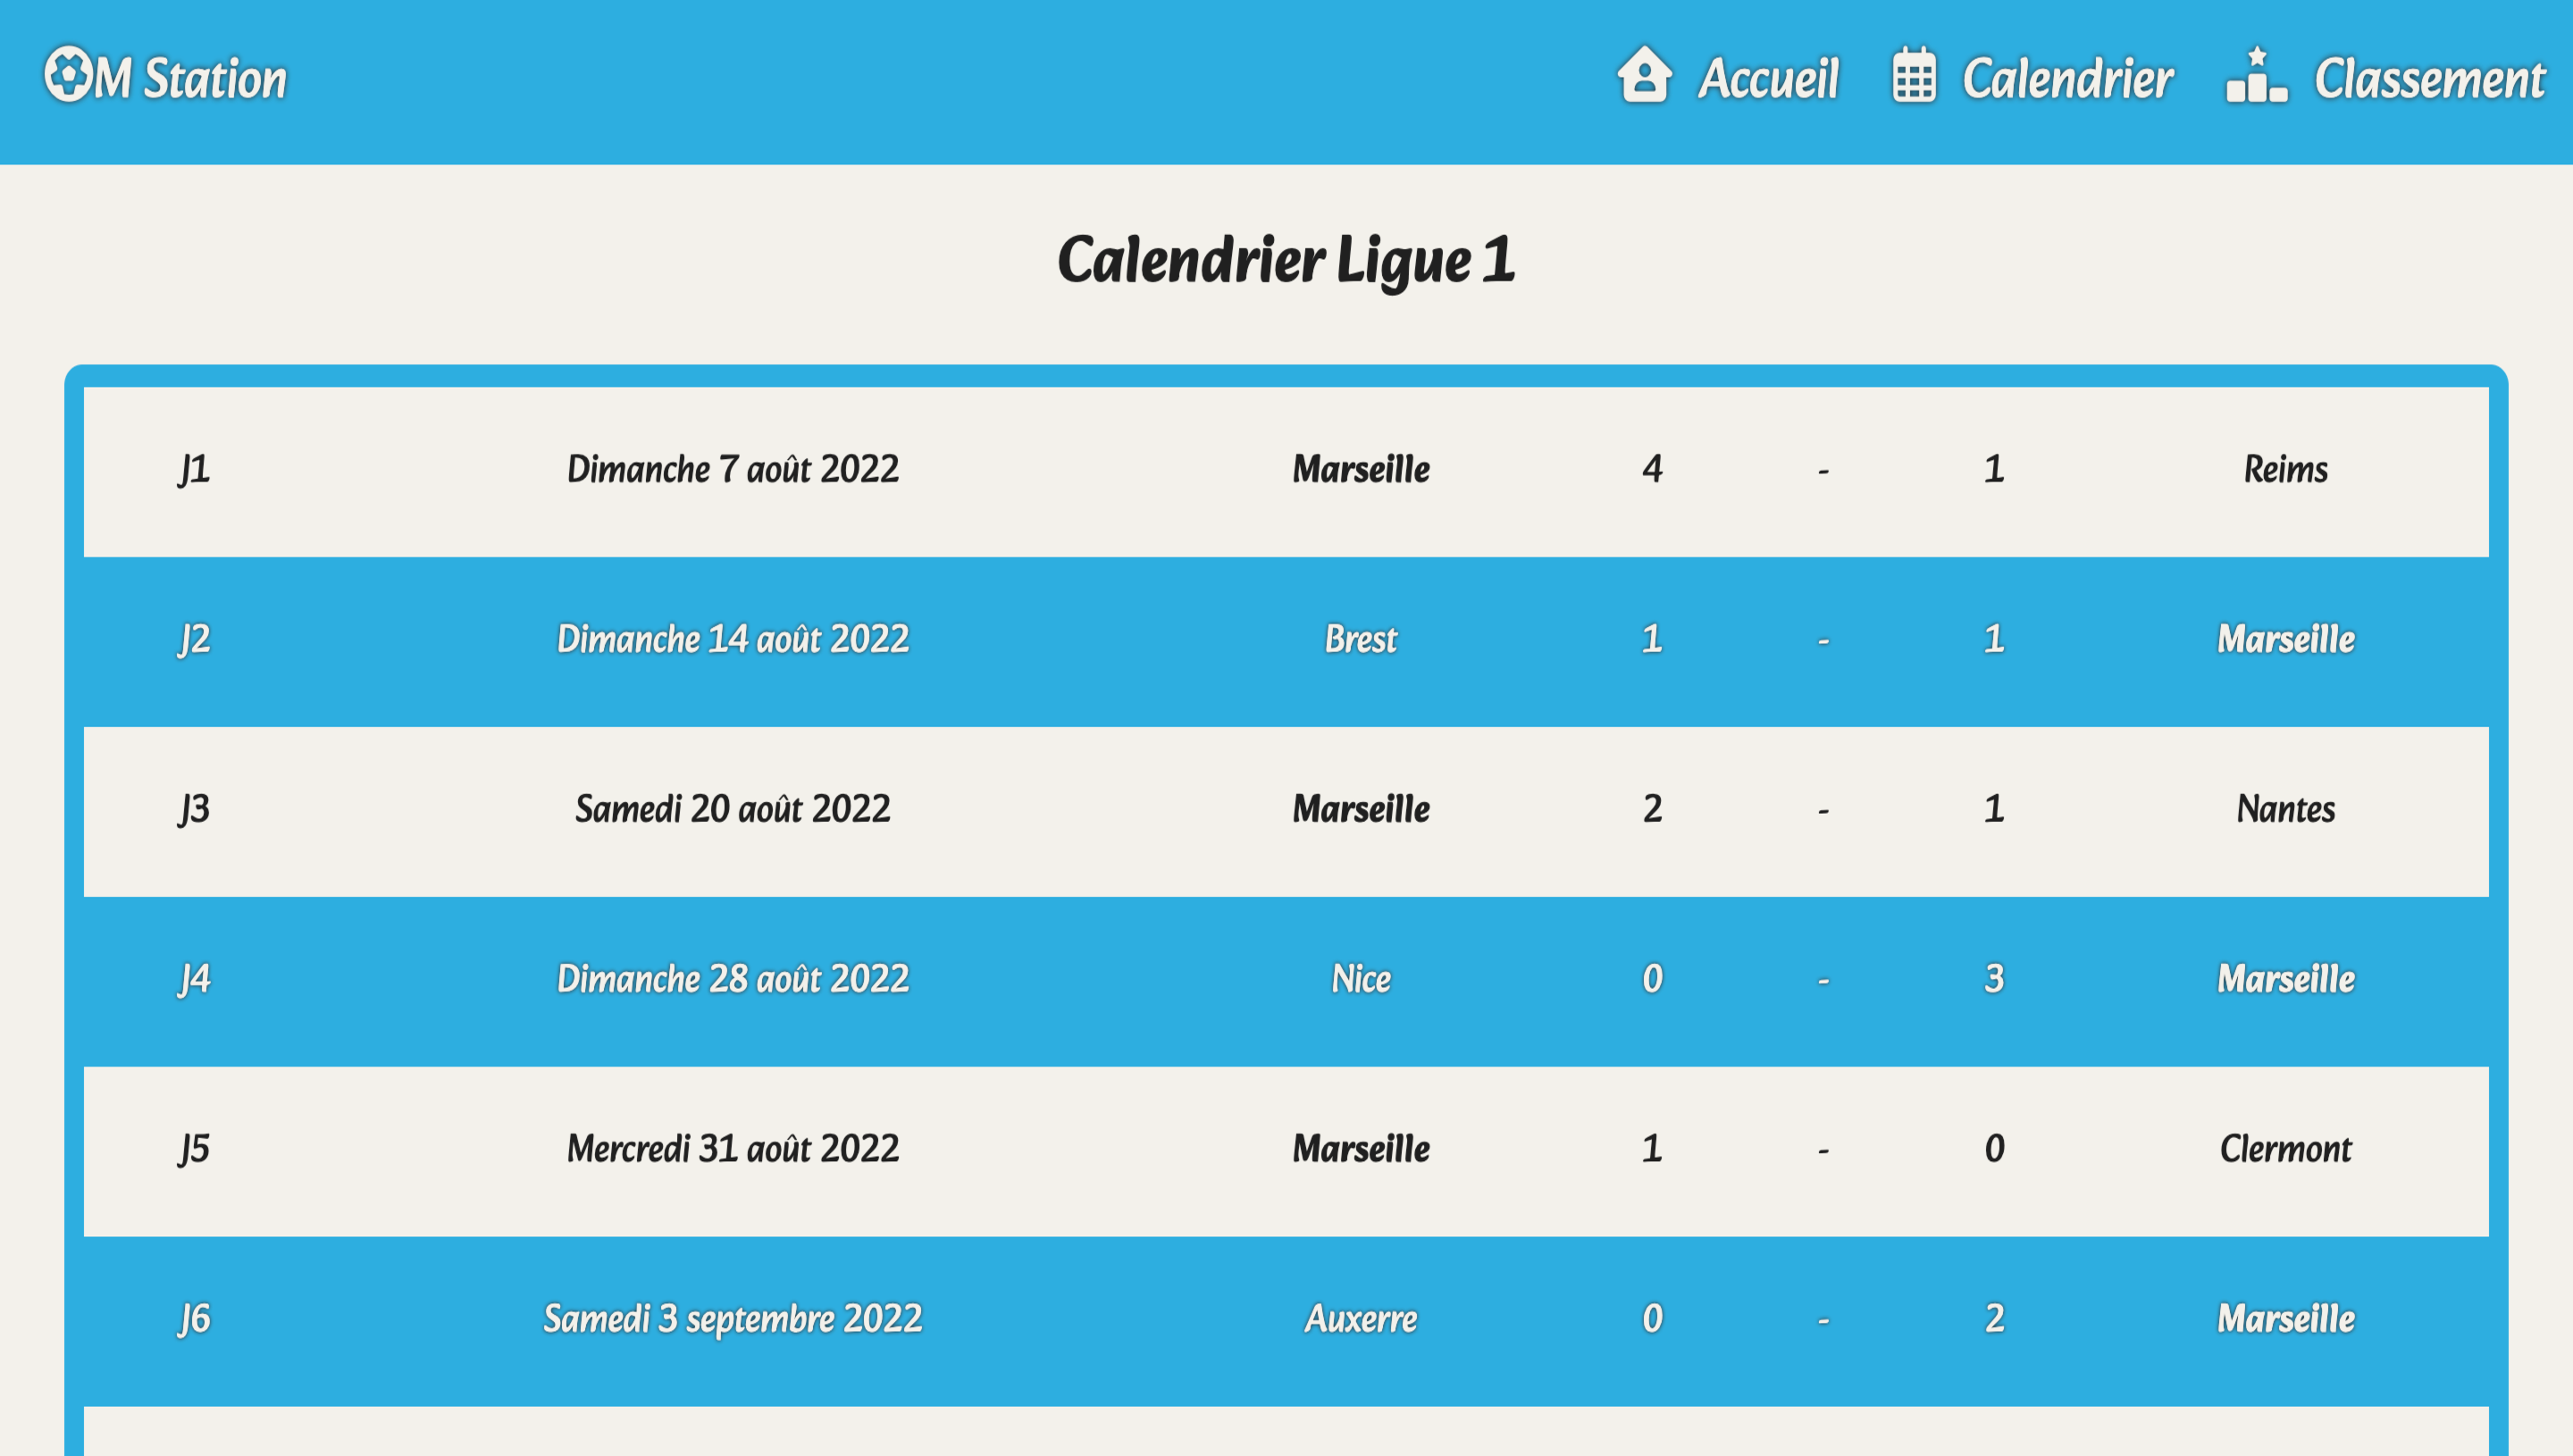 M Station Accueil Calendrier Classement
Calendrier Ligue 1
J1 Dimanche 7 août 2022 Marseille 4 - 1 Reims
J2 Dimanche 14 août 2022 Brest 1 - 1 Marseille
J3 Samedi 20 août 2022 Marseille 2 - 1 Nantes
J4 Dimanche 28 août 2022 Nice 0 - 3 Marseille
J5 Mercredi 31 août 2022 Marseille 1 - 0 Clermont
J6 Samedi 3 septembre 2022 Auxerre 0 - 2 Marseille